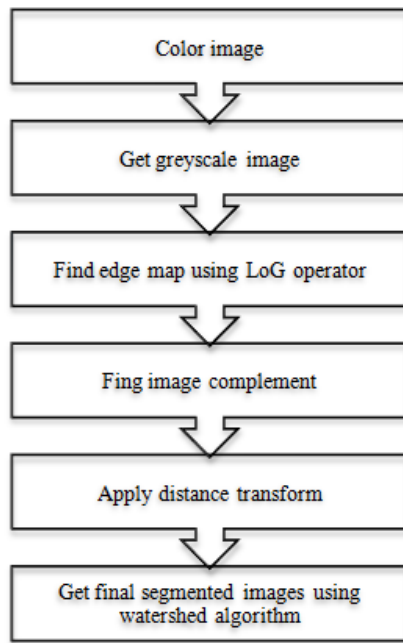 Color image
Get greyscale image
Find edge map using LoG operator
Fing image complement
Apply distance transform
Get final segmented images using
watershed algorithm